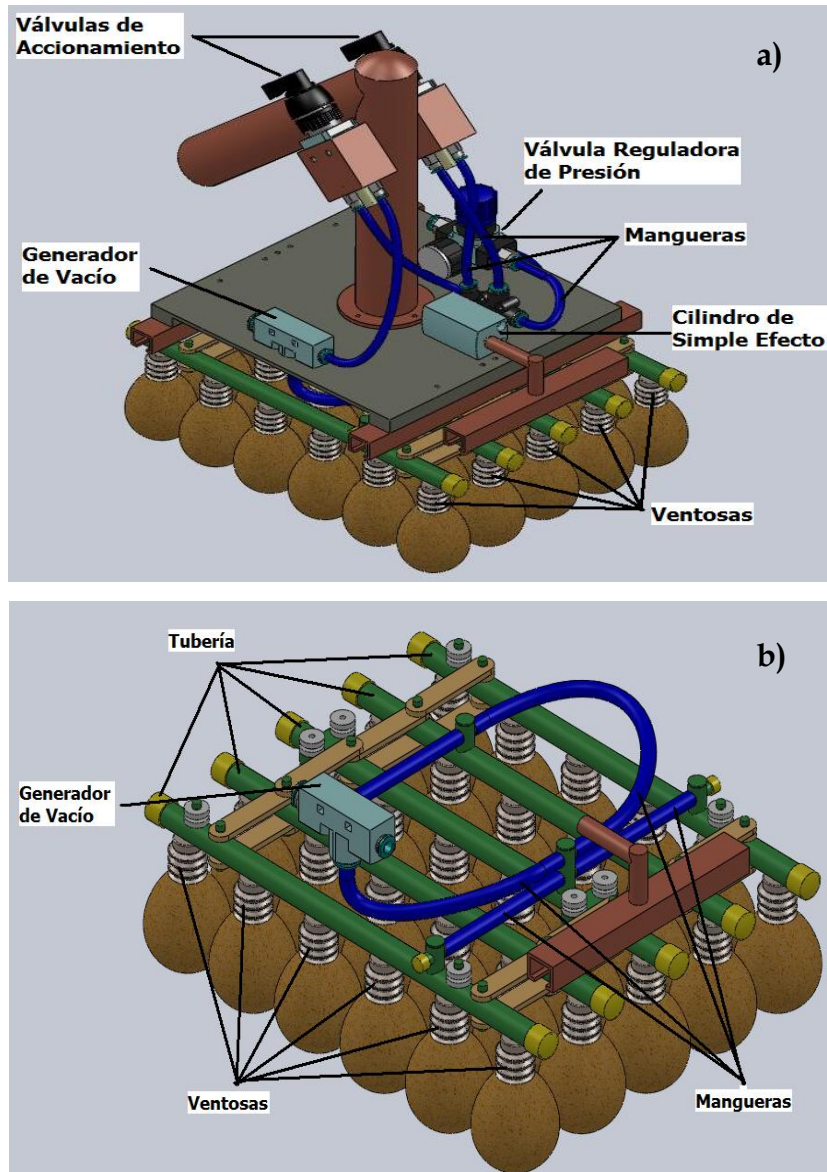 Válvulas de
Accionamiento
a)
Válvula Reguladora
de Presión
Generador
de Vacío
Mangueras
Cilindro de
Simple Efecto
Ventosas
Tubería
b)
Generador
de Vacío
Ventosas
Mangueras